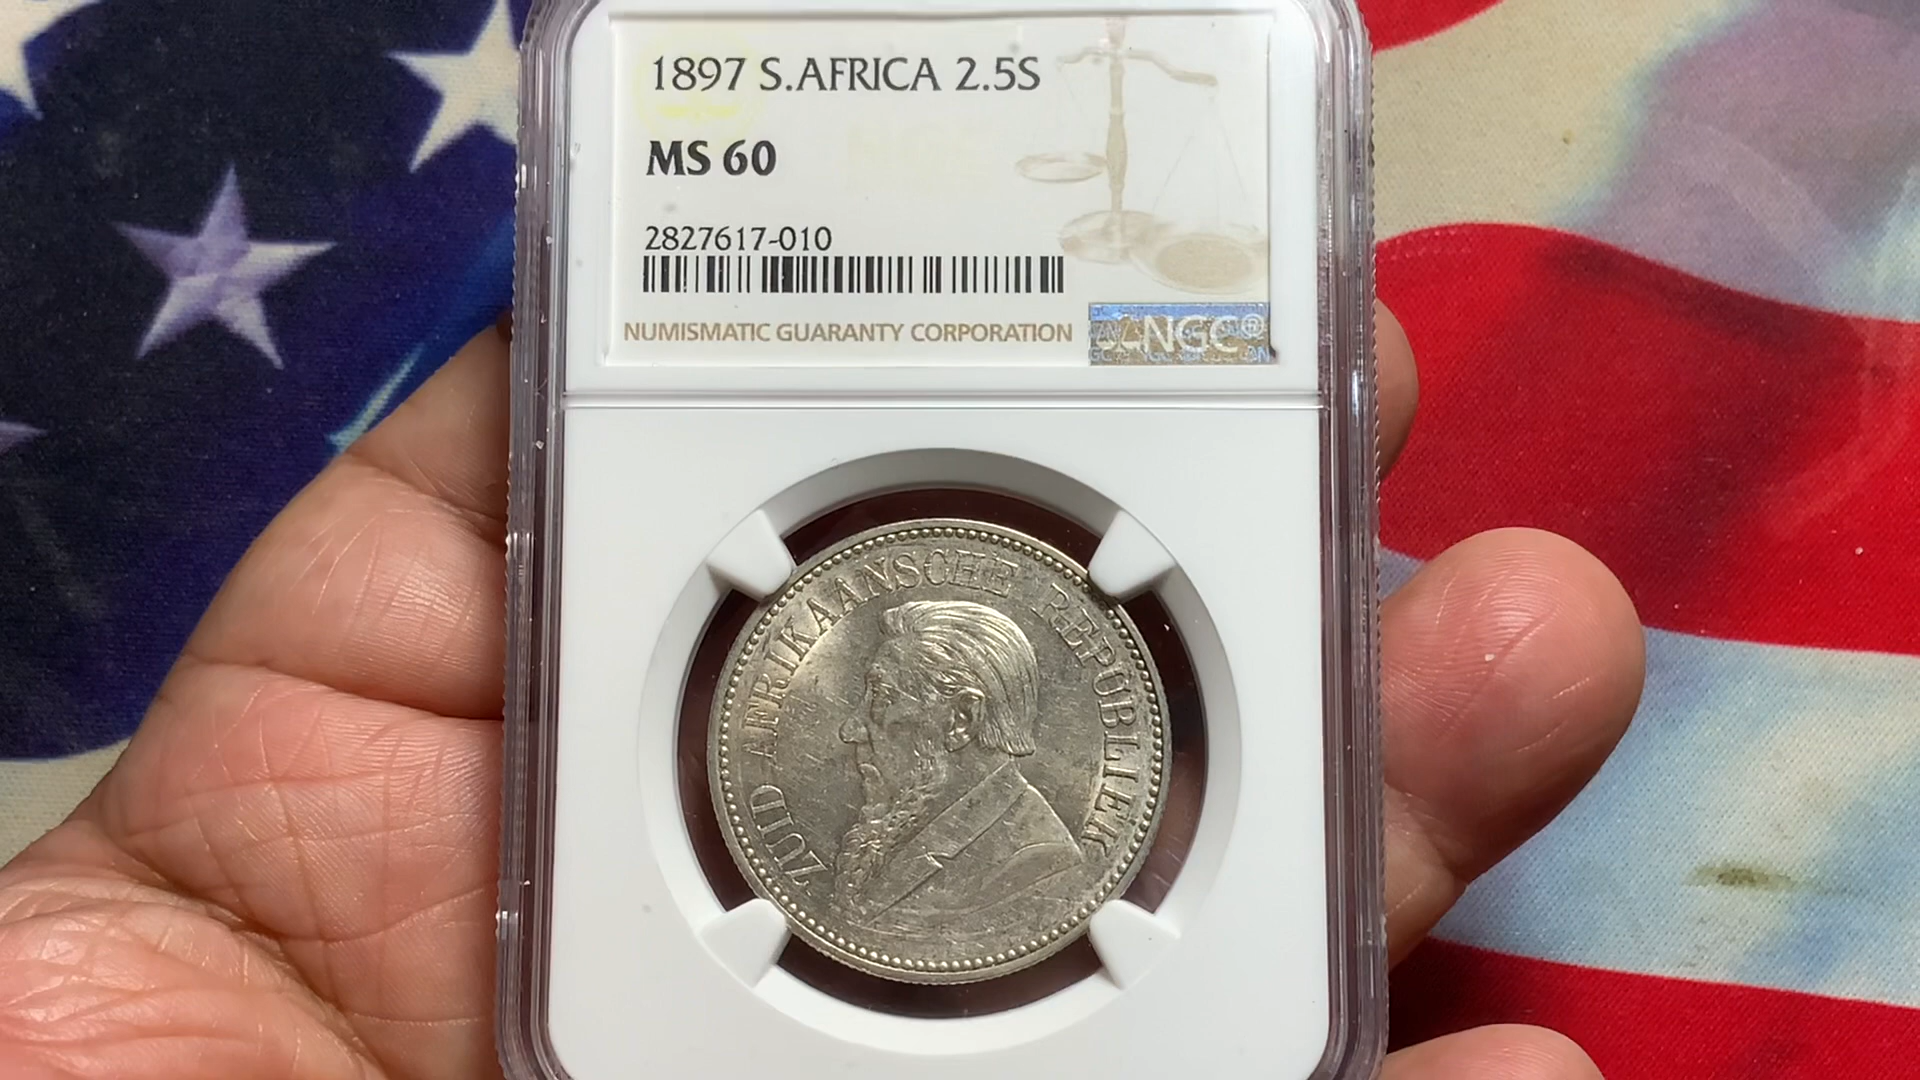 1897 S.AFRICA 2.5S
MS 60
2827617-010
NUMISMATIC GUARANTY CORPORATION
NGC®
ZUID AFRIKAANSCHE REPUBLIEK